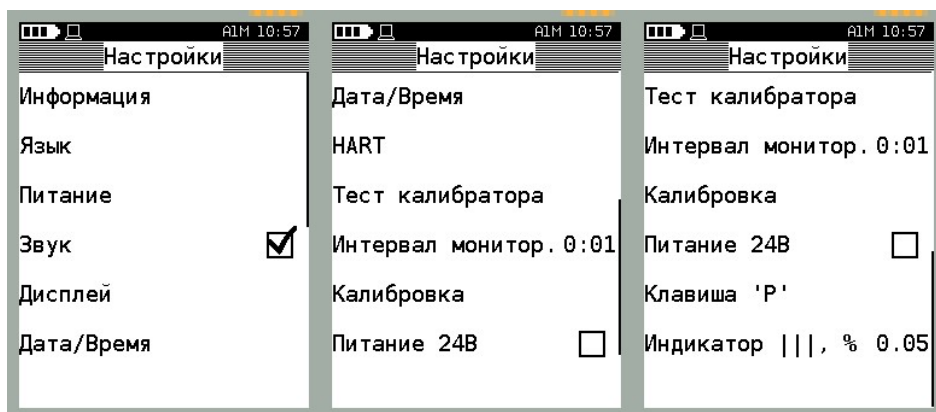 A1M 10:57
Настройки
Информация
Язык
Питание
Звук
Дисплей
Дата/Время
A1M 10:57
Настройки
Дата/Время
HART
Тест калибратора
Интервал монитор. 0:01
Калибровка
Питание 24В
A1M 10:57
Настройки
Тест калибратора
Интервал монитор. 0:01
Калибровка
Питание 24В
Клавиша 'P'
Индикатор |||, % 0.05